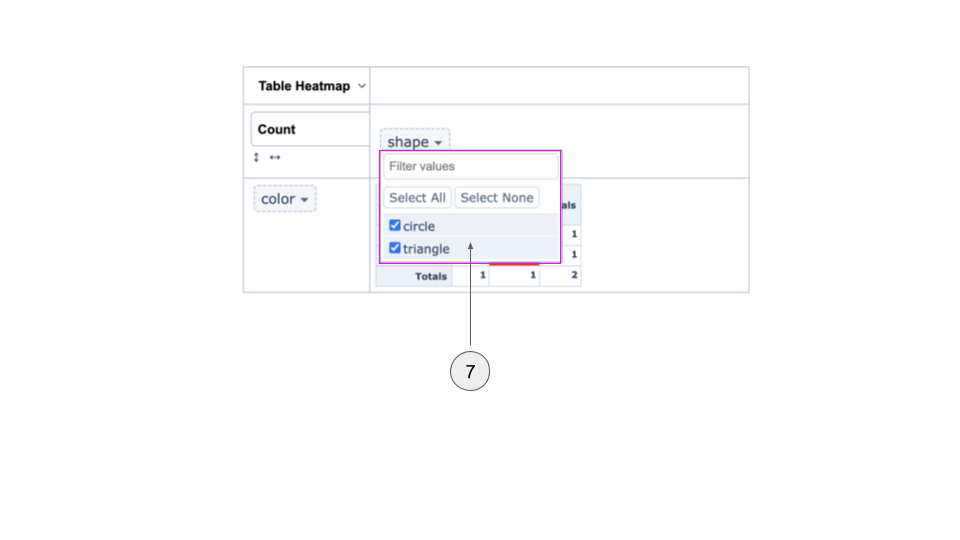 Table Heatmap
Count
↕ ↔
shape
Filter values
Select All Select None
color
als
circle
1
triangle
1
Totals 1 1 2
7